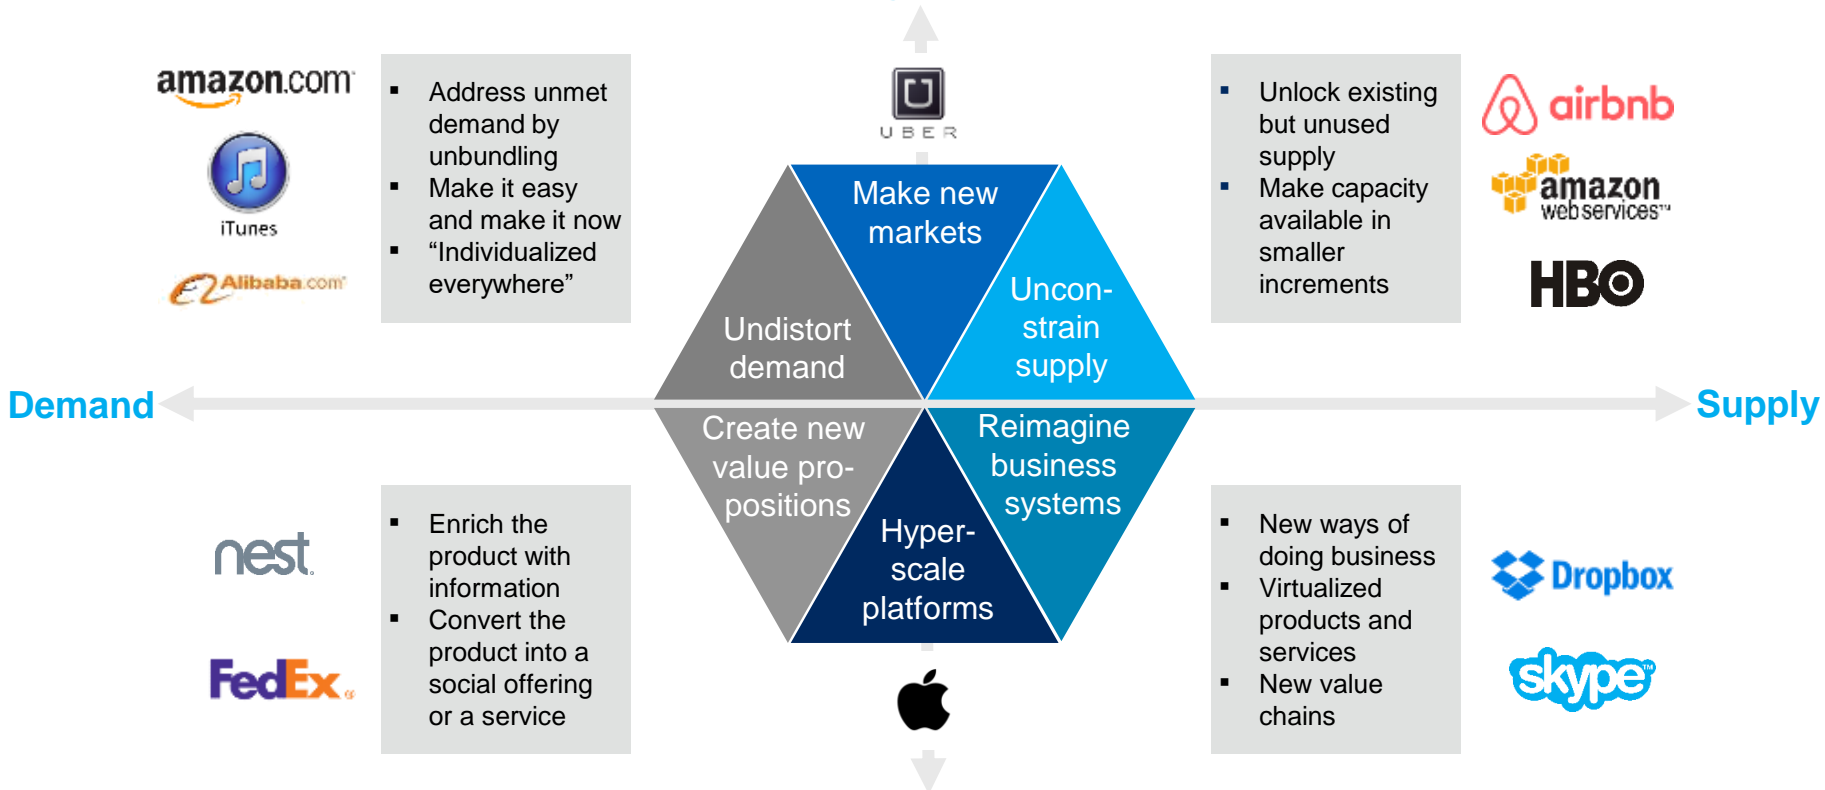 amazon.com
iTunes
Alibaba.com
▪ Address unmet
demand by
unbundling
▪ Make it easy
and make it now
▪ “Individualized
everywhere”
UBER
Make new
markets
Uncon-
strain
supply
Undistort
demand
▪ Unlock existing
but unused
supply
▪ Make capacity
available in
smaller
increments
airbnb
amazon
webservices™
HBO
Demand
Supply
Create new
value pro-
positions
Hyper-
scale
platforms
Reimagine
business
systems
nest.
FedEx®
▪ Enrich the
product with
information
▪ Convert the
product into a
social offering
or a service
▪ New ways of
doing business
▪ Virtualized
products and
services
▪ New value
chains
Dropbox
skype™